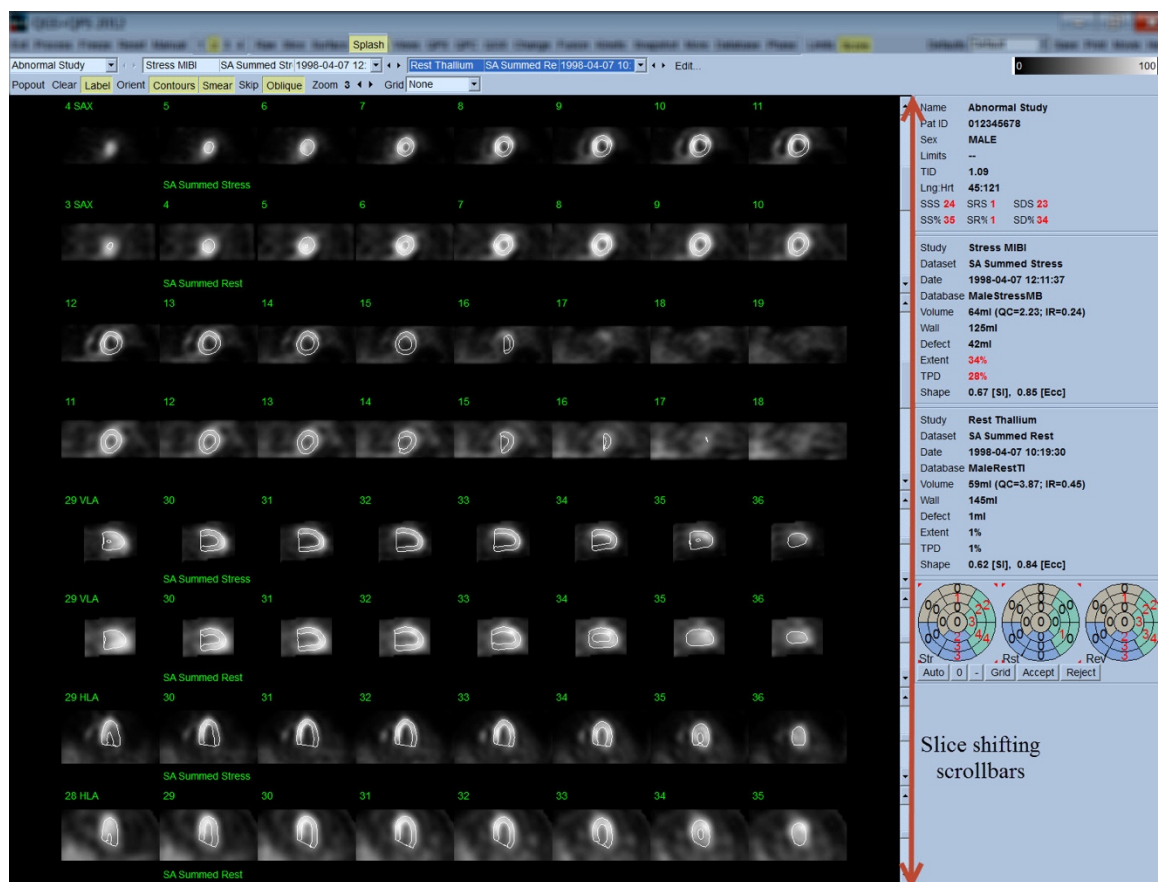 QGS+QPS 2012
Splash
Abnormal Study Stress MIBI SA Summed Str 1998-04-07 12: Rest Thallium SA Summed Re 1998-04-07 10: Edit...
0 100
Popout Clear Label Orient Contours Smear Skip Oblique Zoom 3 Grid None
4 SAX 5 6 7 8 9 10 11
SA Summed Stress
3 SAX 4 5 6 7 8 9 10
SA Summed Rest
12 13 14 15 16 17 18 19
11 12 13 14 15 16 17 18
29 VLA 30 31 32 33 34 35 36
SA Summed Stress
29 VLA 30 31 32 33 34 35 36
SA Summed Rest
29 HLA 30 31 32 33 34 35 36
SA Summed Stress
28 HLA 29 30 31 32 33 34 35
SA Summed Rest
Name Abnormal Study
Pat ID 012345678
Sex MALE
Limits --
TID 1.09
Lng:Hrt 45:121
SSS 24 SRS 1 SDS 23
SS% 35 SR% 1 SD% 34
Study Stress MIBI
Dataset SA Summed Stress
Date 1998-04-07 12:11:37
Database MaleStressMB
Volume 64ml (QC=2.23; IR=0.24)
Wall 125ml
Defect 42ml
Extent 34%
TPD 28%
Shape 0.67 [SI], 0.85 [Ecc]
Study Rest Thallium
Dataset SA Summed Rest
Date 1998-04-07 10:19:30
Database MaleRestTl
Volume 59ml (QC=3.87; IR=0.45)
Wall 145ml
Defect 1ml
Extent 1%
TPD 1%
Shape 0.62 [SI], 0.84 [Ecc]
Str Rst Rev
Auto 0 - Grid Accept Reject
Slice shifting
scrollbars